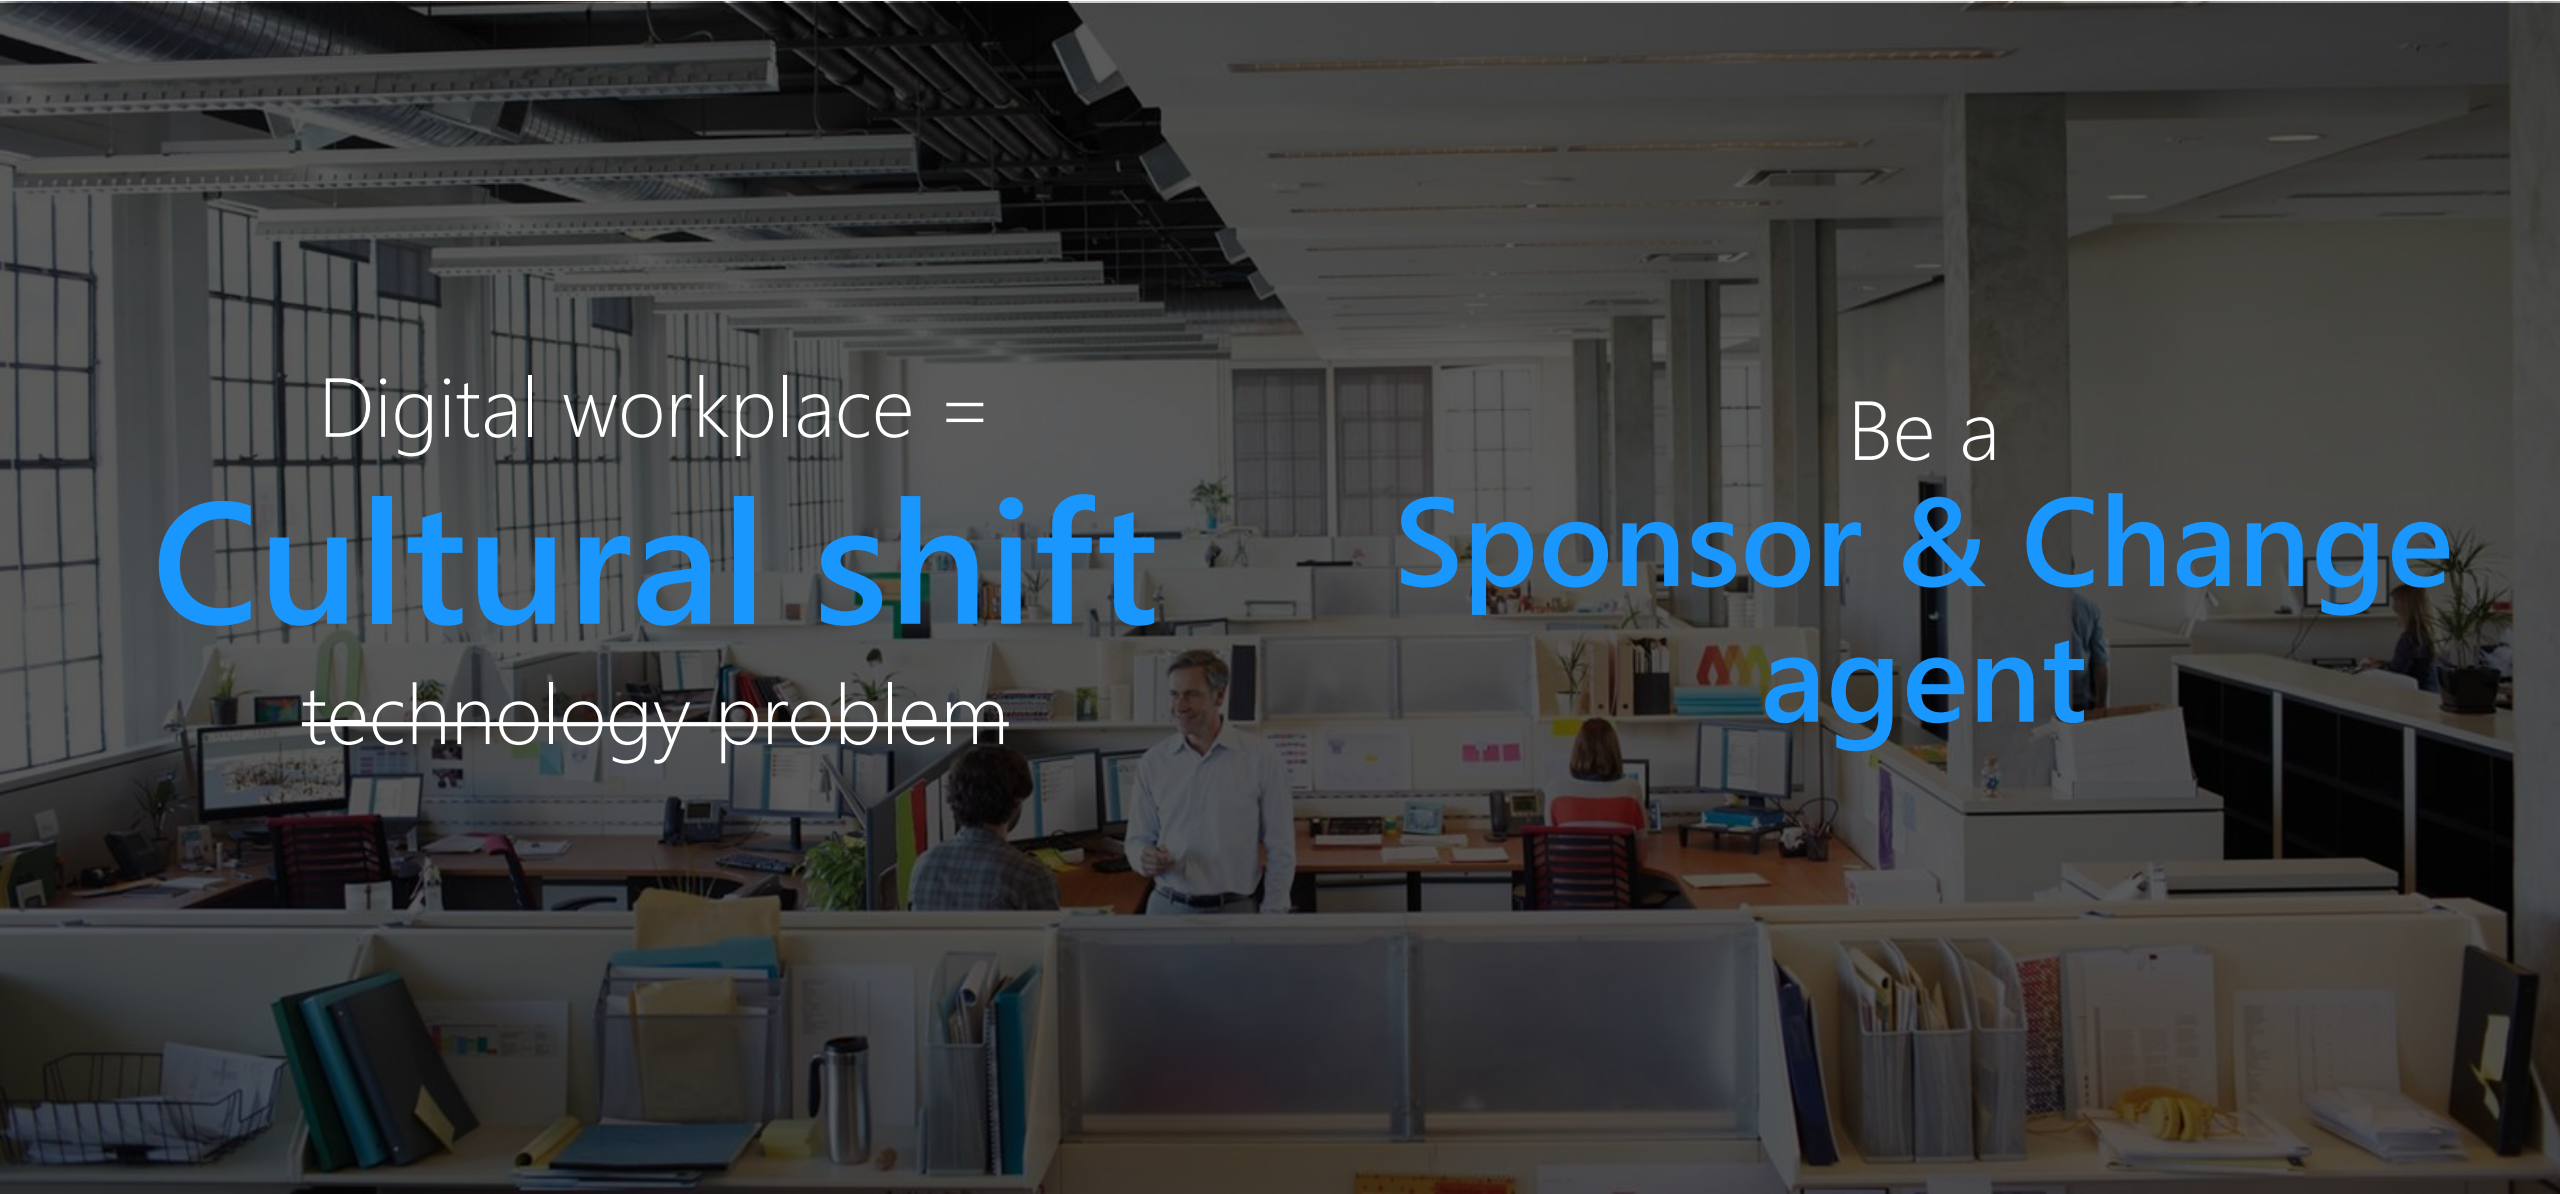 Digital workplace =
Cultural shift
technology problem
Be a
Sponsor & Change
agent